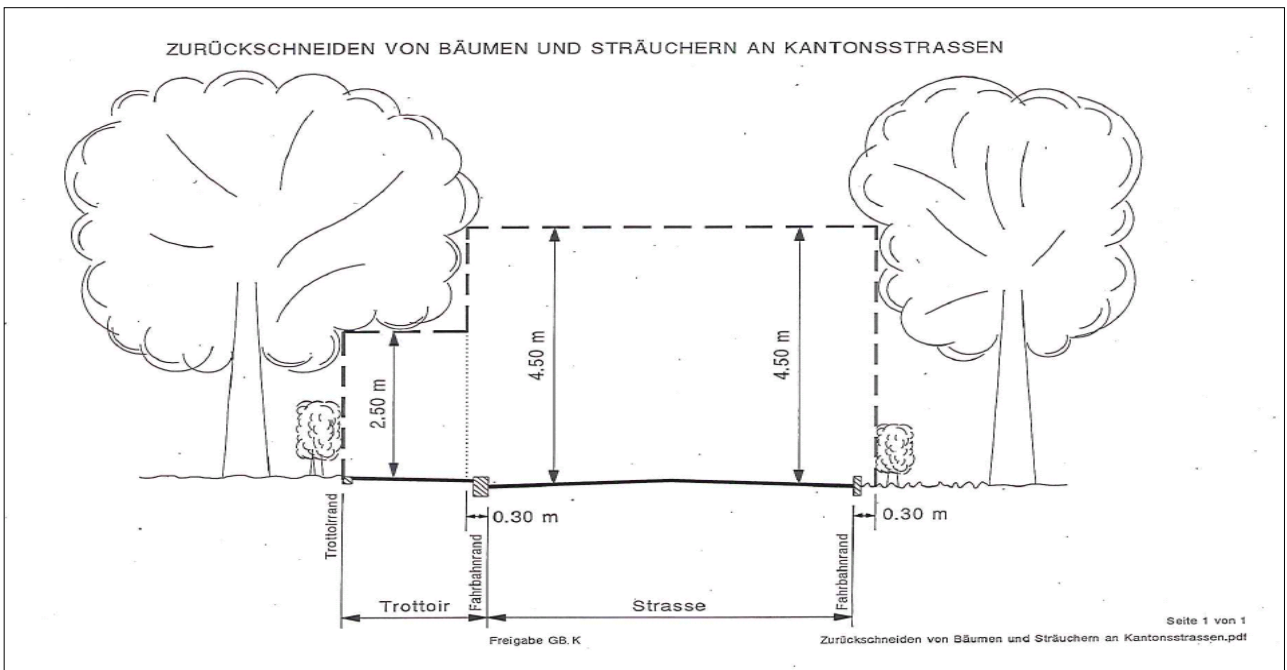 ZURÜCKSCHNEIDEN VON BÄUMEN UND STRÄUCHERN AN KANTONSSTRASSEN
2.50 m
4.50 m
4.50 m
0.30 m
0.30 m
Trottoirrand
Fahrbahnrand
Fahrbahnrand
Trottoir
Strasse
Seite 1 von 1
Freigabe GB. K
Zurückschneiden von Bäumen und Sträuchern an Kantonsstrassen.pdf